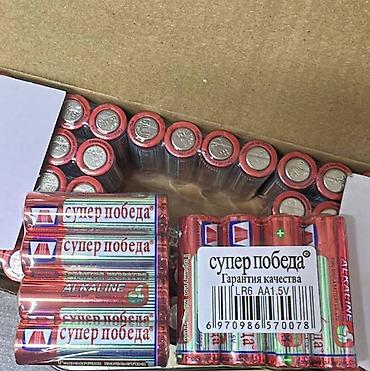 супер победа®
супер победа®
ALKALINE
супер победа®
супер победа®
Гарантия качества
LR6 AA1.5V
6 970986 570078
ALKALINE